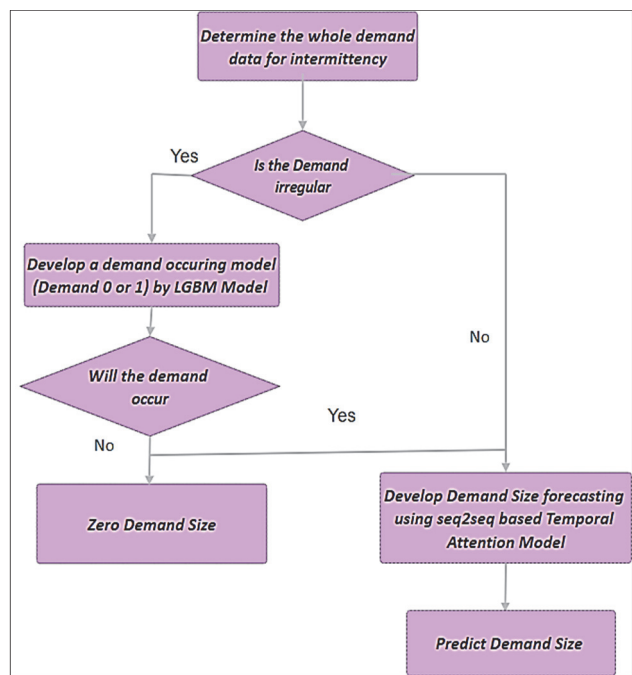 Determine the whole demand
data for intermittency
Yes
Is the Demand
irregular
Develop a demand occuring model
(Demand 0 or 1) by LGBM Model
No
Will the demand
occur
Yes
No
Zero Demand Size
Develop Demand Size forecasting
using seq2seq based Temporal
Attention Model
Predict Demand Size